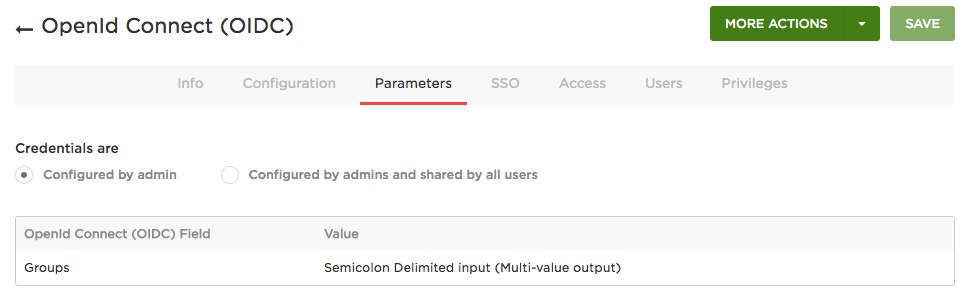 ← OpenId Connect (OIDC)
MORE ACTIONS
SAVE
Info Configuration Parameters SSO Access Users Privileges
Credentials are
Configured by admin Configured by admins and shared by all users
OpenId Connect (OIDC) Field Value
Groups Semicolon Delimited input (Multi-value output)